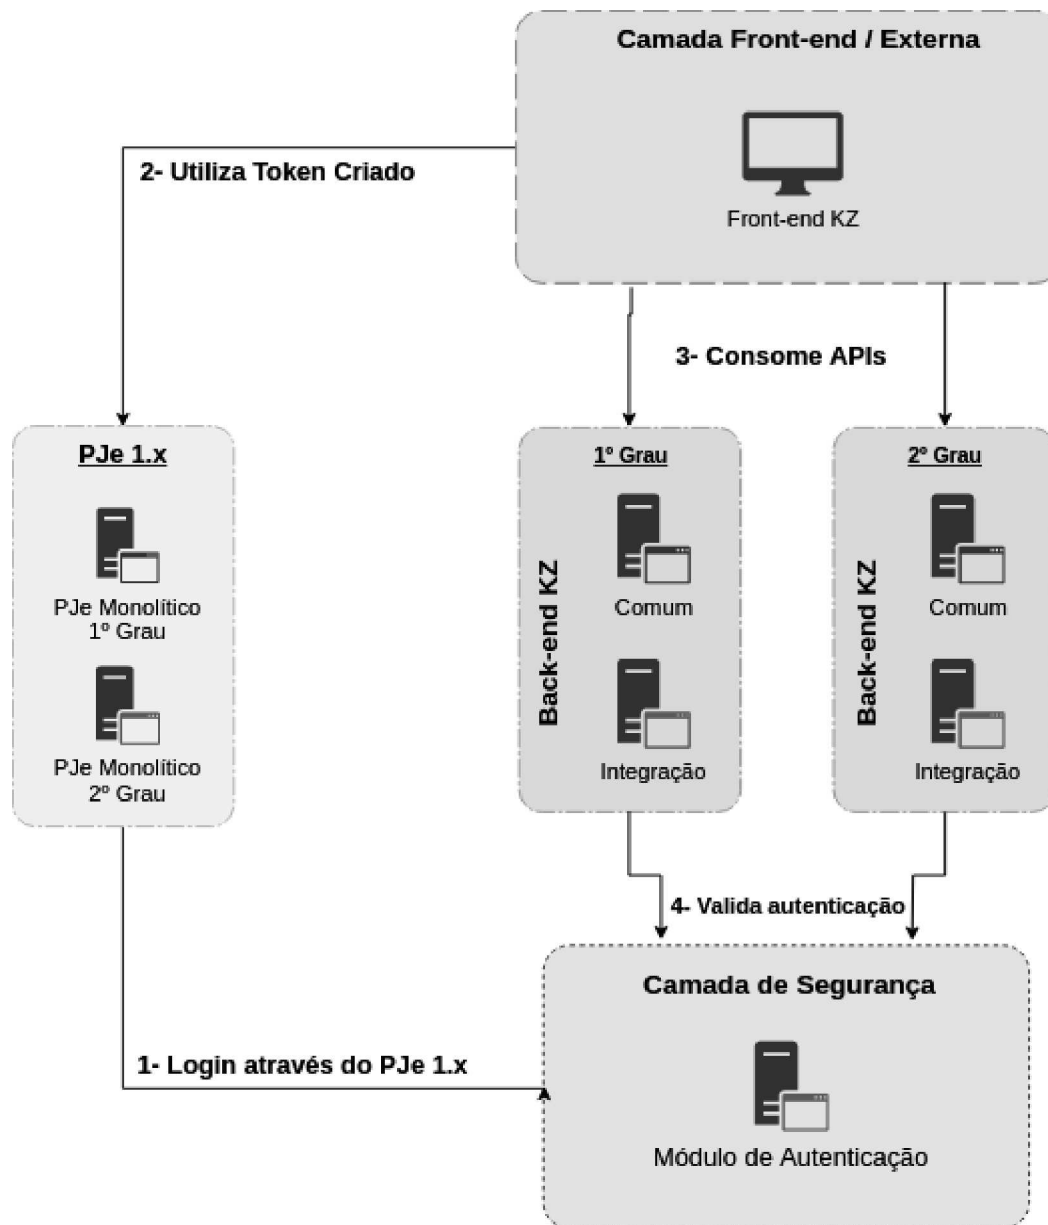 Camada Front-end / Externa
Front-end KZ
2- Utiliza Token Criado
3- Consome APIs
PJe 1.x
PJe Monolítico
1º Grau
PJe Monolítico
2º Grau
1º Grau
Back-end KZ
Comum
Integração
2º Grau
Back-end KZ
Comum
Integração
4- Valida autenticação
1- Login através do PJe 1.x
Camada de Segurança
Módulo de Autenticação